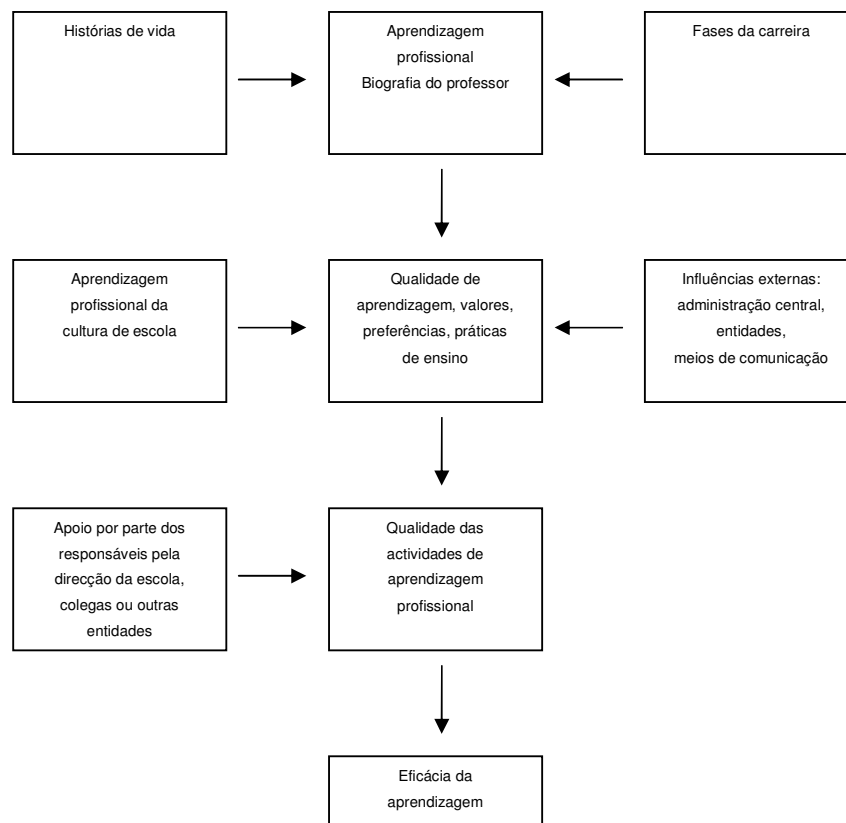 Histórias de vida
Aprendizagem
profissional
Biografia do professor
Fases da carreira
Aprendizagem
profissional da
cultura de escola
Qualidade de
aprendizagem, valores,
preferências, práticas
de ensino
Influências externas:
administração central,
entidades,
meios de comunicação
Apoio por parte dos
responsáveis pela
direcção da escola,
colegas ou outras
entidades
Qualidade das
actividades de
aprendizagem
profissional
Eficácia da
aprendizagem